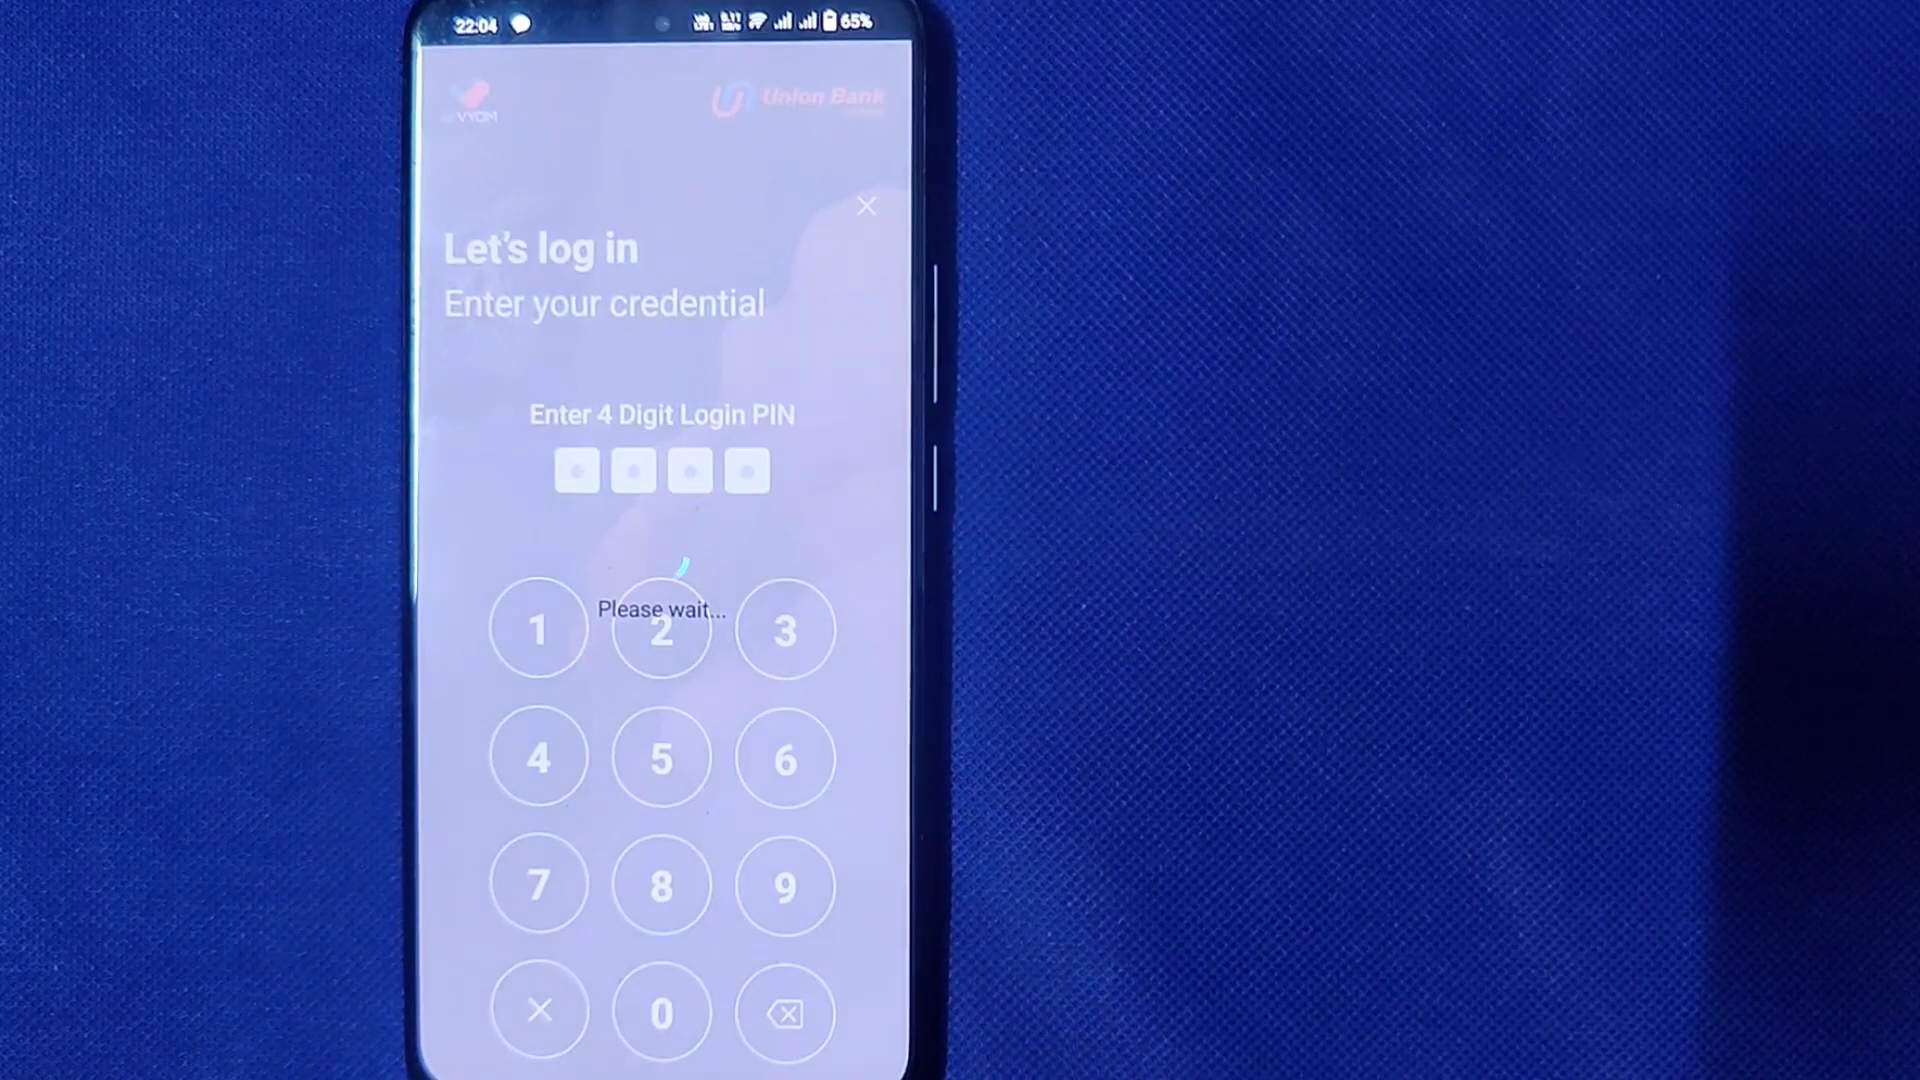 22:04 65%
VYOM
Union Bank
×
Let's log in
Enter your credential
Enter 4 Digit Login PIN
Please wait...
1 2 3
4 5 6
7 8 9
× 0